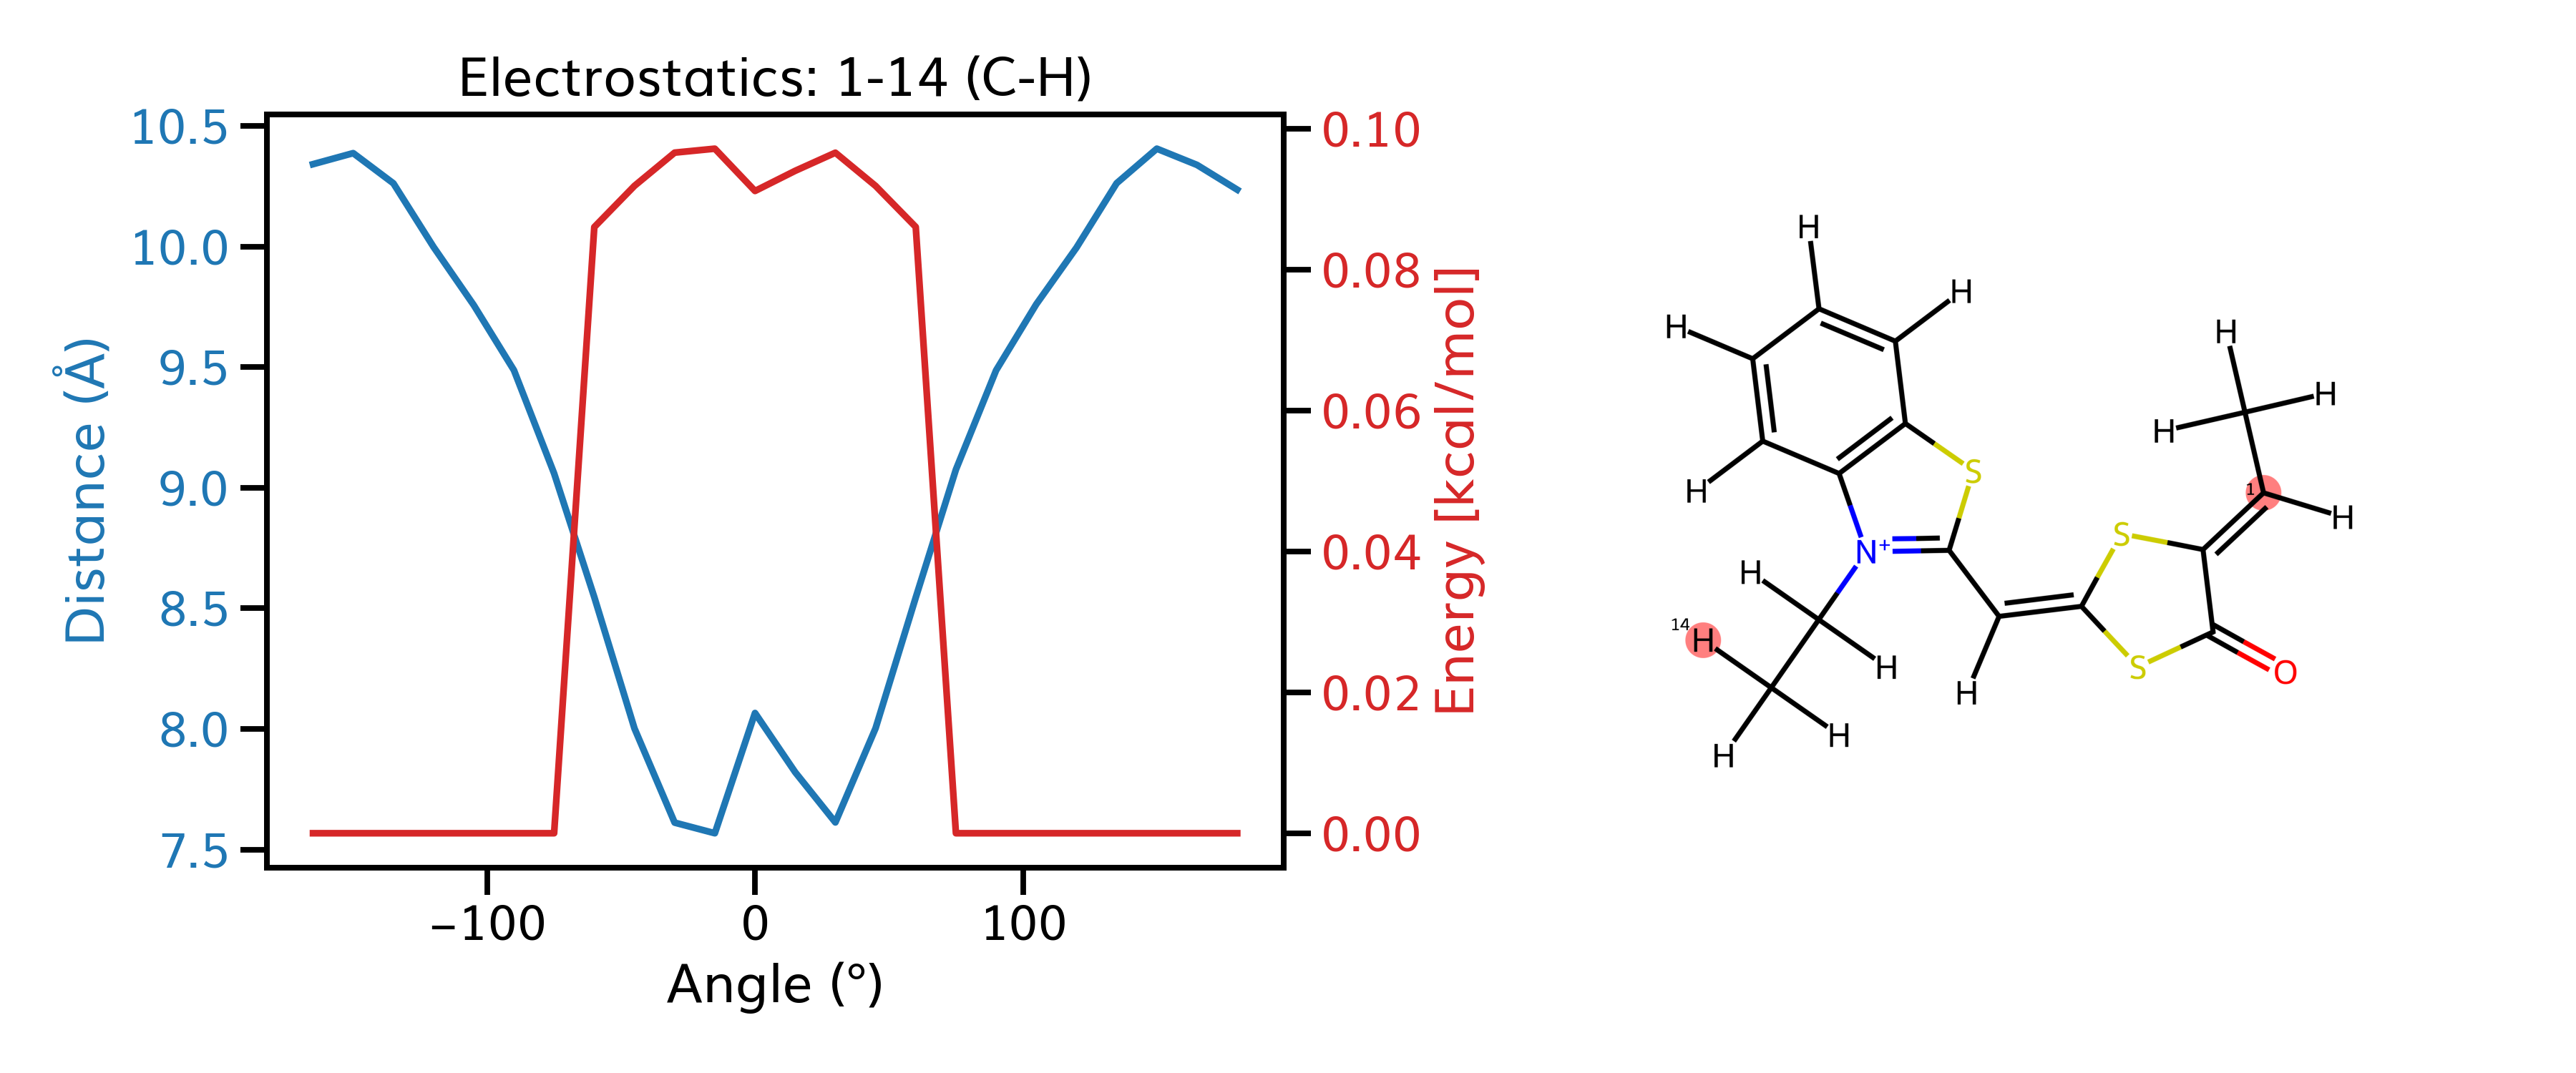 Electrostatics: 1-14 (C-H)
10.5
10.0
9.5
9.0
8.5
8.0
7.5
Distance (Å)
0.10
0.08
0.06
0.04
0.02
0.00
Energy [kcal/mol]
−100 0 100
Angle (°)
H
H
H
H
H
H
H
S
1
H
H
S
N+
H
14
H
H
S
O
H
H
H